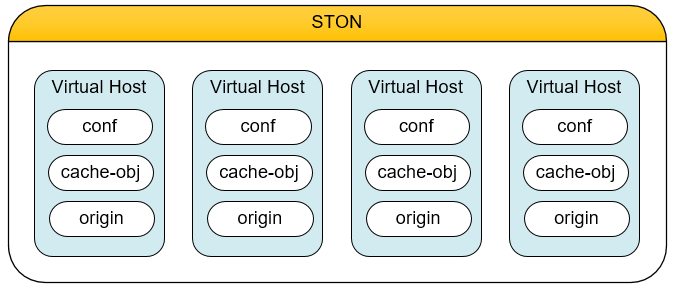 STON
Virtual Host
conf
cache-obj
origin
Virtual Host
conf
cache-obj
origin
Virtual Host
conf
cache-obj
origin
Virtual Host
conf
cache-obj
origin